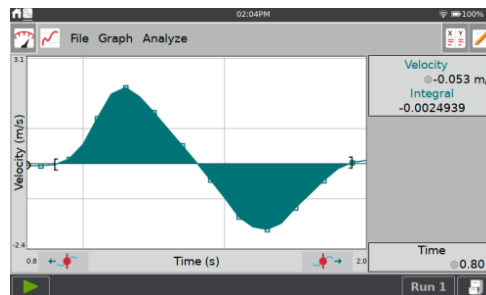 02:04PM
100%
File Graph Analyze
X Y
Velocity
-0.053 m/
Integral
-0.0024939
3.1
Velocity (m/s)
-2.4
0.8
Time (s)
2.0
Time
0.80
Run 1